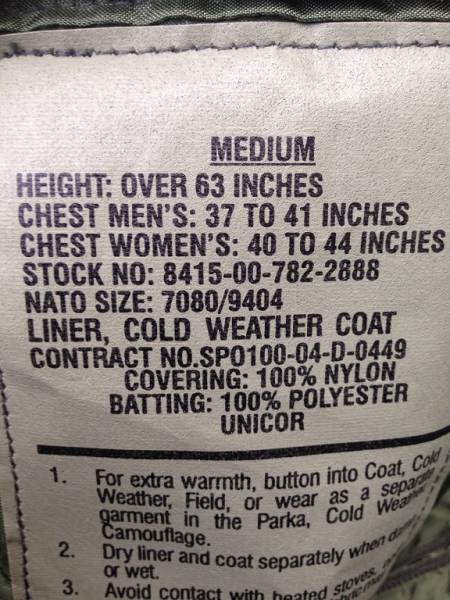 MEDIUM
HEIGHT: OVER 63 INCHES
CHEST MEN'S: 37 TO 41 INCHES
CHEST WOMEN'S: 40 TO 44 INCHES
STOCK NO: 8415-00-782-2888
NATO SIZE: 7080/9404
LINER, COLD WEATHER COAT
CONTRACT NO.SPO100-04-D-0449
COVERING: 100% NYLON
BATTING: 100% POLYESTER
UNICOR
1. For extra warmth, button into Coat, Cold
Weather, Field, or wear as a separate
garment in the Parka, Cold Weather
Camouflage.
2. Dry liner and coat separately when
or wet.
3. Avoid contact with heated stoves,